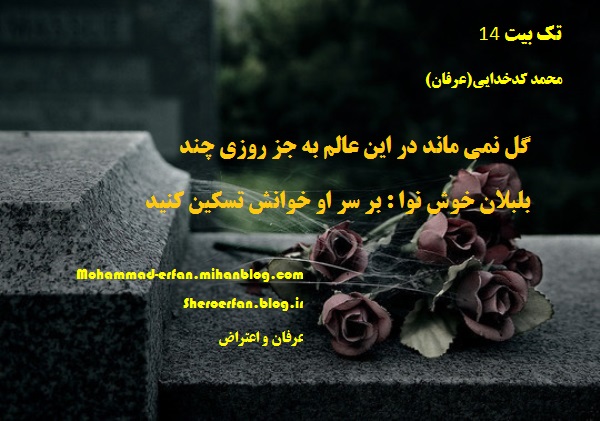 تک بیت 14
محمد کدخدایی(عرفان)
گل نمی ماند در این عالم به جز روزی چند
بلبلان خوش نوا : بر سر او خوانش تسکین کنید
Mohammad-erfan.mihanblog.com
Sheroerfan.blog.ir
عرفان و اعتراض